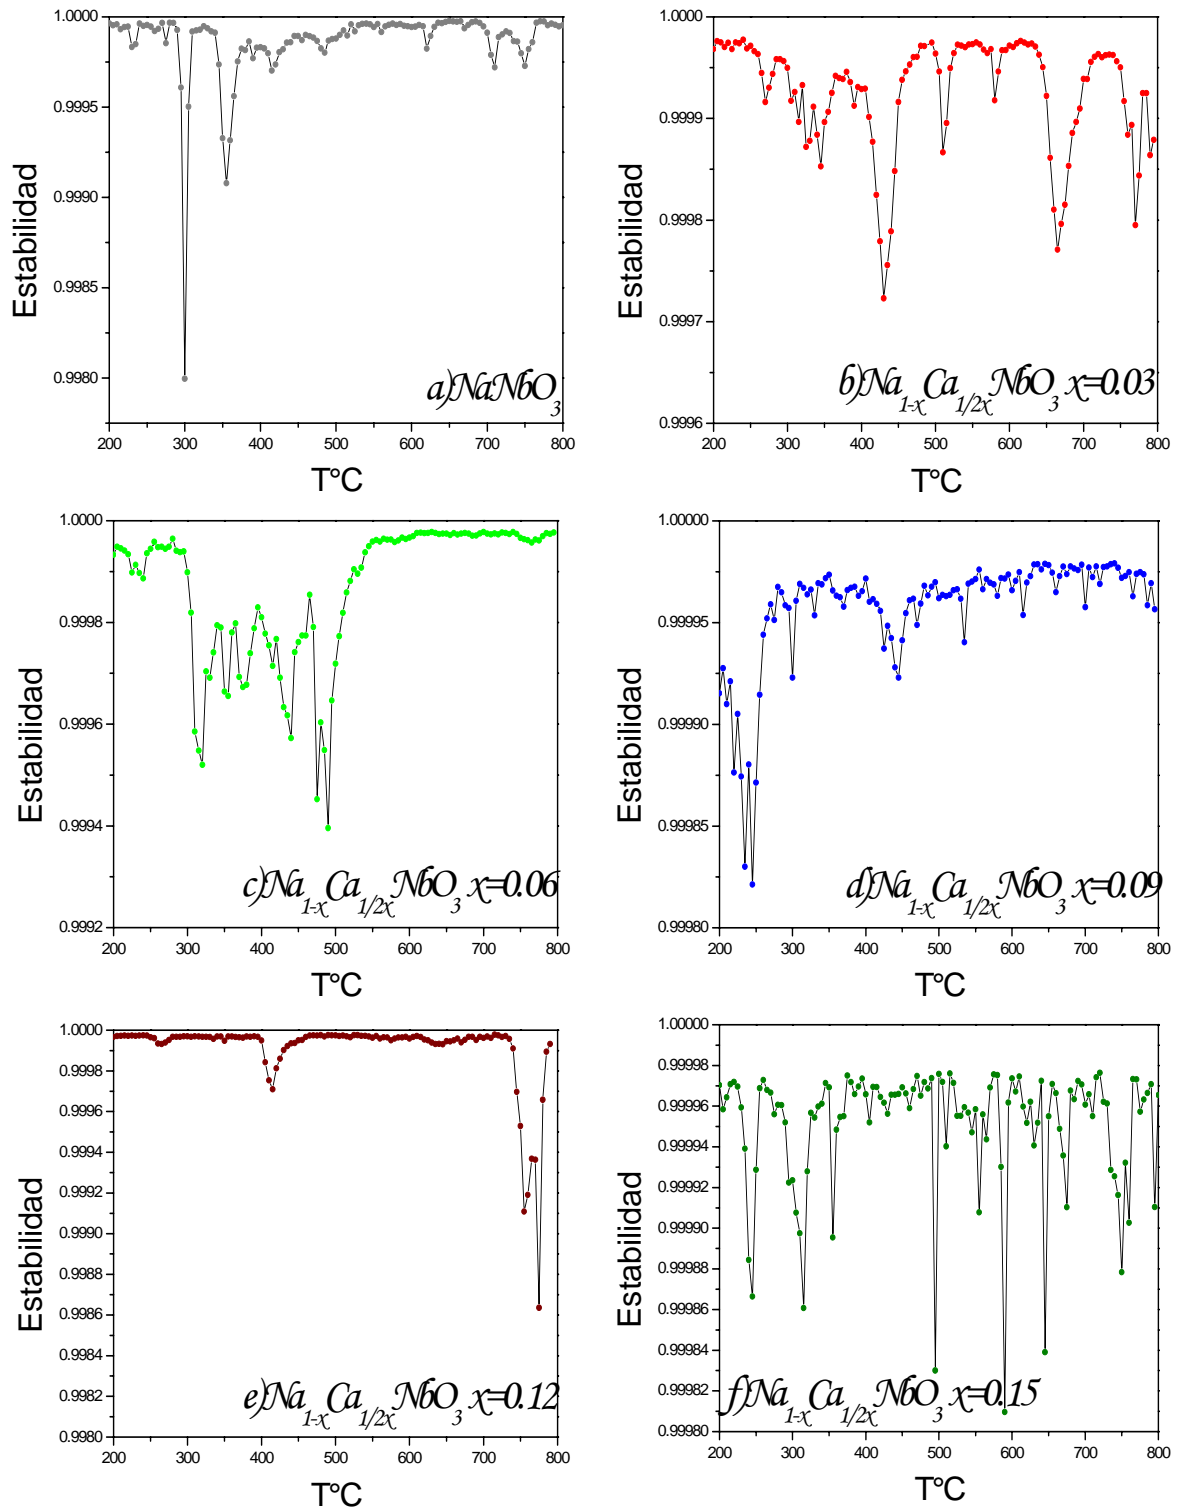 1.0000
0.9995
0.9990
0.9985
0.9980
Estabilidad
200 300 400 500 600 700 800
T°C
a)NaNbO3
1.0000
0.9999
0.9998
0.9997
0.9996
Estabilidad
200 300 400 500 600 700 800
T°C
b)Na1-xCa1/2xNbO3 x=0.03
1.0000
0.9998
0.9996
0.9994
0.9992
Estabilidad
200 300 400 500 600 700 800
T°C
c)Na1-xCa1/2xNbO3 x=0.06
1.00000
0.99995
0.99990
0.99985
0.99980
Estabilidad
200 300 400 500 600 700 800
T°C
d)Na1-xCa1/2xNbO3 x=0.09
1.0000
0.9998
0.9996
0.9994
0.9992
0.9990
0.9988
0.9986
0.9984
0.9982
0.9980
Estabilidad
200 300 400 500 600 700 800
T°C
e)Na1-xCa1/2xNbO3 x=0.12
1.00000
0.99998
0.99996
0.99994
0.99992
0.99990
0.99988
0.99986
0.99984
0.99982
0.99980
Estabilidad
200 300 400 500 600 700 800
T°C
f)Na1-xCa1/2xNbO3 x=0.15